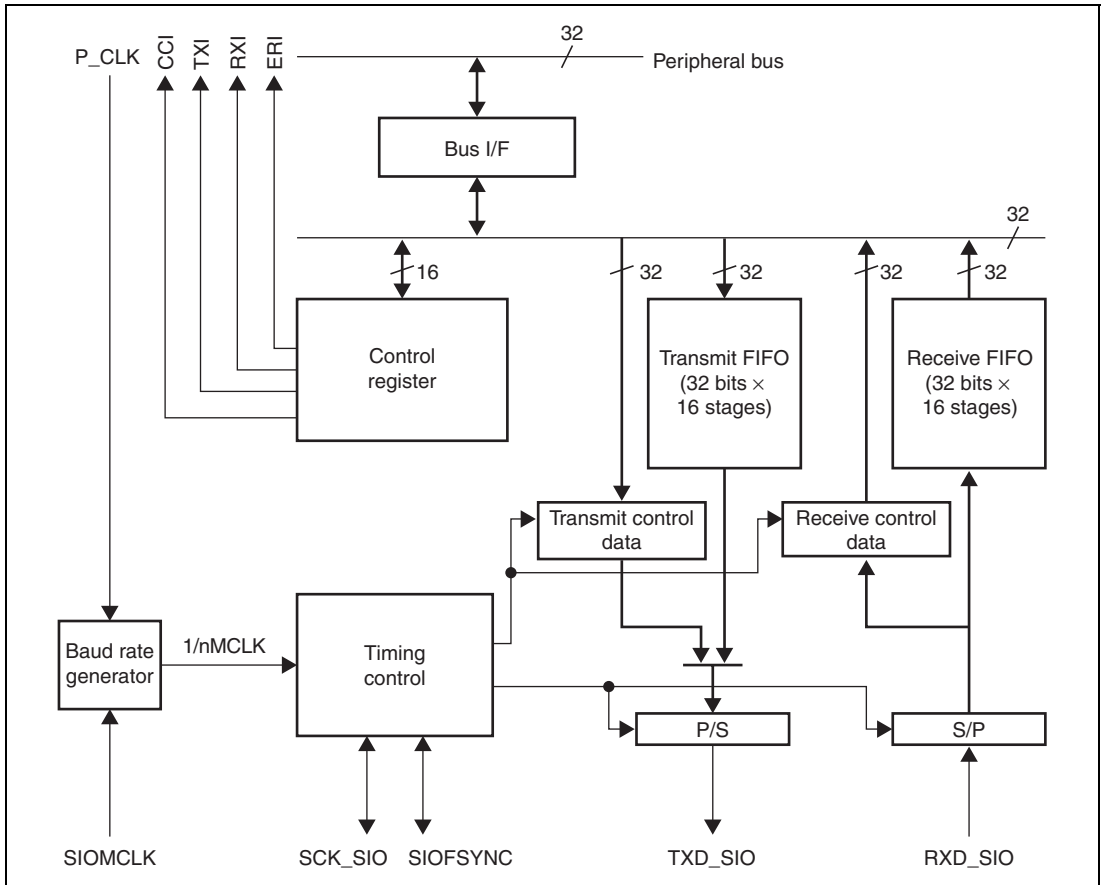 P_CLK
CCI
TXI
RXI
ERI
32
Peripheral bus
Bus I/F
32
16
32
32
32
32
Control
register
Transmit FIFO
(32 bits ×
16 stages)
Receive FIFO
(32 bits ×
16 stages)
Transmit control
data
Receive control
data
Baud rate
generator
1/nMCLK
Timing
control
P/S
S/P
SIOMCLK
SCK_SIO
SIOFSYNC
TXD_SIO
RXD_SIO